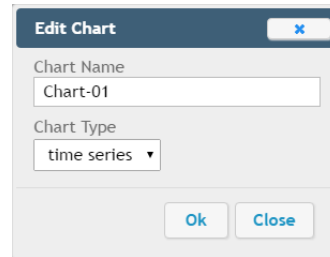 Edit Chart
Chart Name
Chart-01
Chart Type
time series
Ok Close